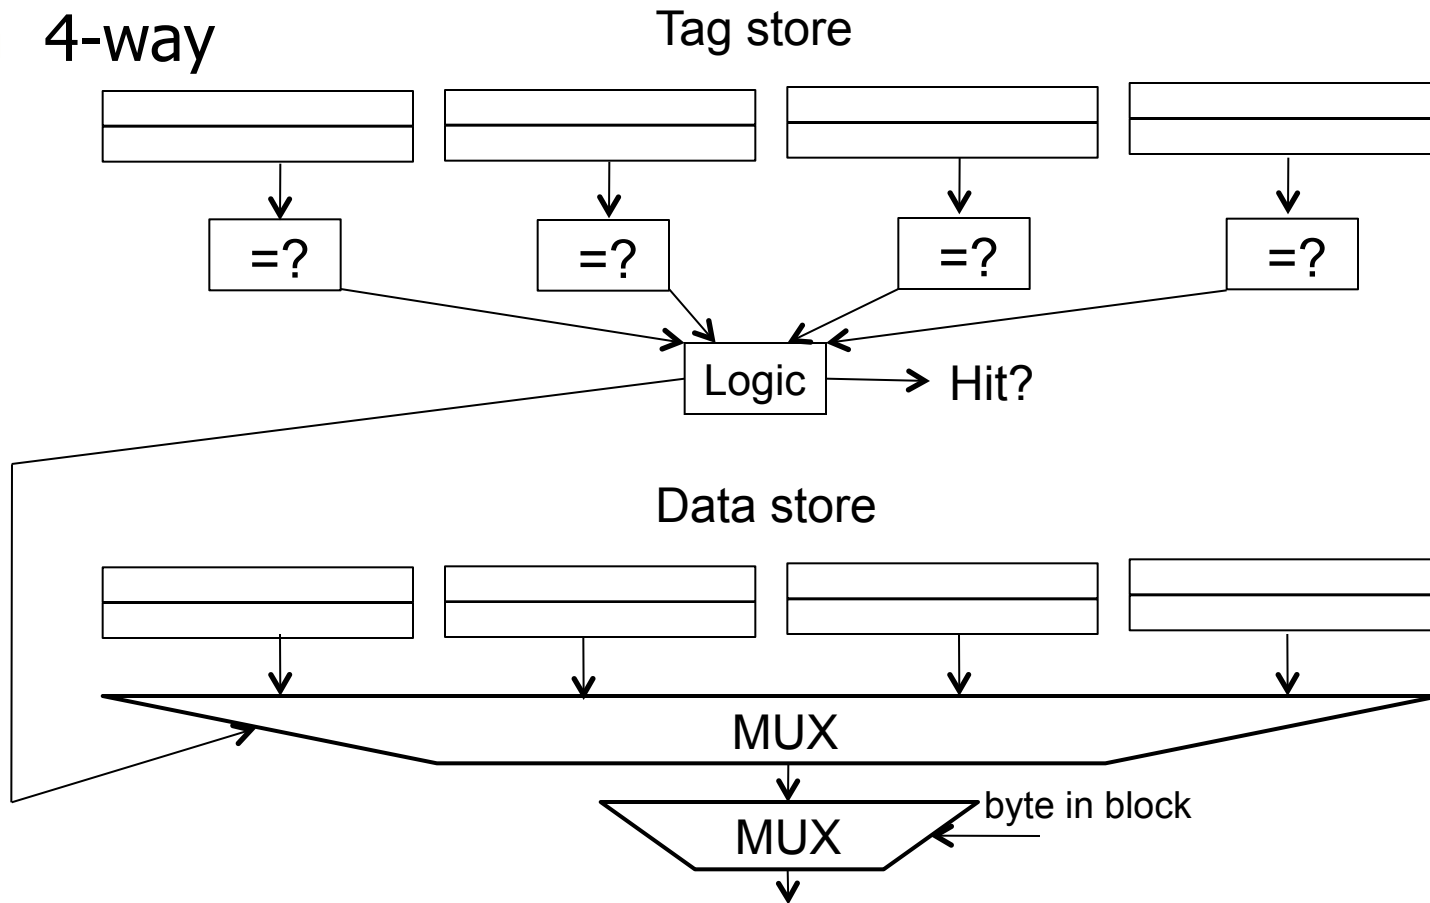 4-way
Tag store
=?
=?
=?
=?
Logic
Hit?
Data store
MUX
byte in block
MUX